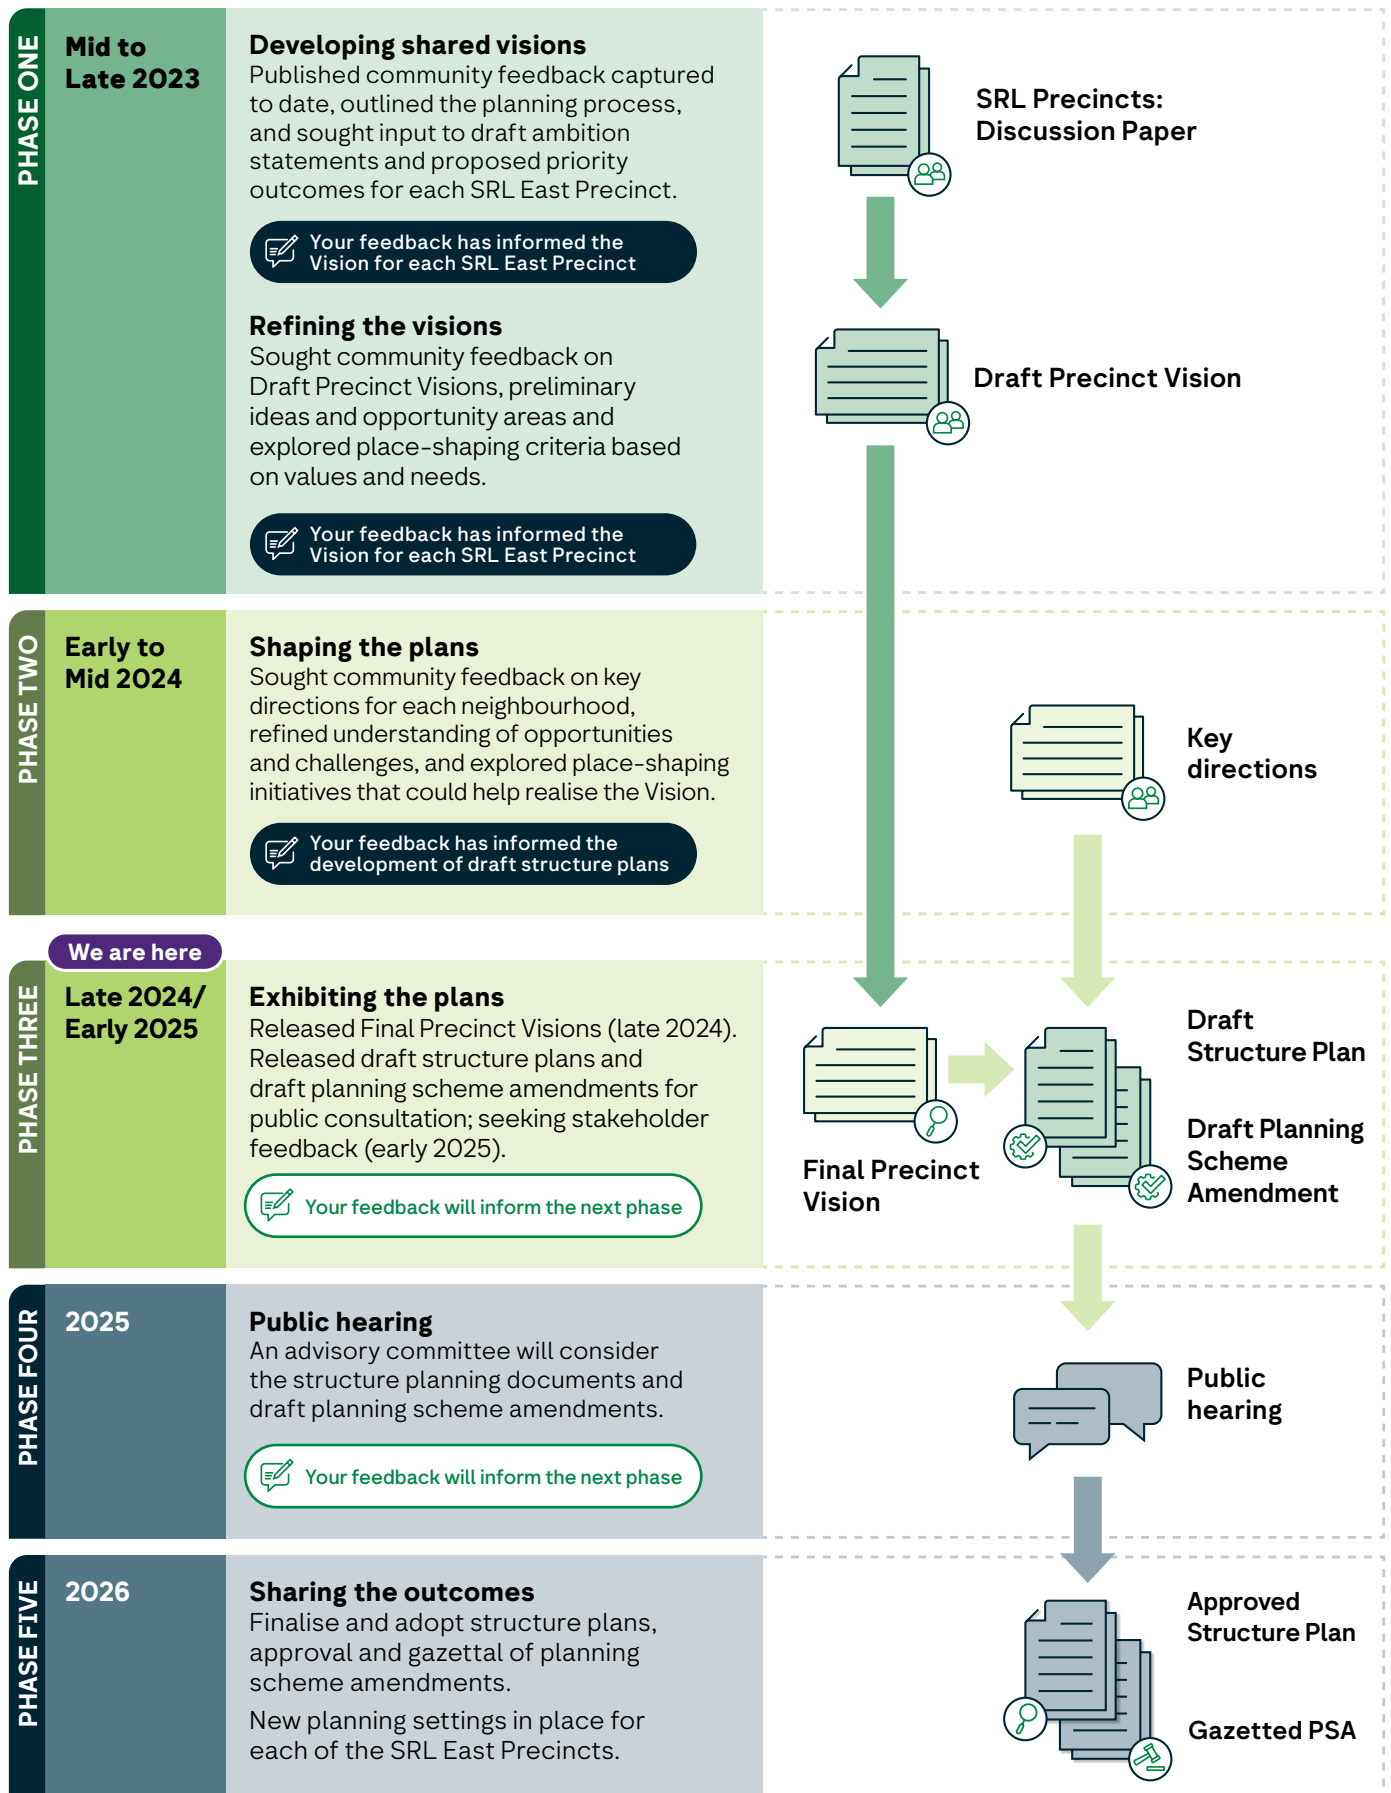 PHASE ONE
Mid to
Late 2023
Developing shared visions
Published community feedback captured
to date, outlined the planning process,
and sought input to draft ambition
statements and proposed priority
outcomes for each SRL East Precinct.
Your feedback has informed the
Vision for each SRL East Precinct
Refining the visions
Sought community feedback on
Draft Precinct Visions, preliminary
ideas and opportunity areas and
explored place-shaping criteria based
on values and needs.
Your feedback has informed the
Vision for each SRL East Precinct
SRL Precincts:
Discussion Paper
Draft Precinct Vision
PHASE TWO
Early to
Mid 2024
Shaping the plans
Sought community feedback on key
directions for each neighbourhood,
refined understanding of opportunities
and challenges, and explored place-shaping
initiatives that could help realise the Vision.
Your feedback has informed the
development of draft structure plans
Key
directions
We are here
PHASE THREE
Late 2024/
Early 2025
Exhibiting the plans
Released Final Precinct Visions (late 2024).
Released draft structure plans and
draft planning scheme amendments for
public consultation; seeking stakeholder
feedback (early 2025).
Your feedback will inform the next phase
Final Precinct
Vision
Draft
Structure Plan
Draft Planning
Scheme
Amendment
PHASE FOUR
2025
Public hearing
An advisory committee will consider
the structure planning documents and
draft planning scheme amendments.
Your feedback will inform the next phase
Public
hearing
PHASE FIVE
2026
Sharing the outcomes
Finalise and adopt structure plans,
approval and gazettal of planning
scheme amendments.
New planning settings in place for
each of the SRL East Precincts.
Approved
Structure Plan
Gazetted PSA